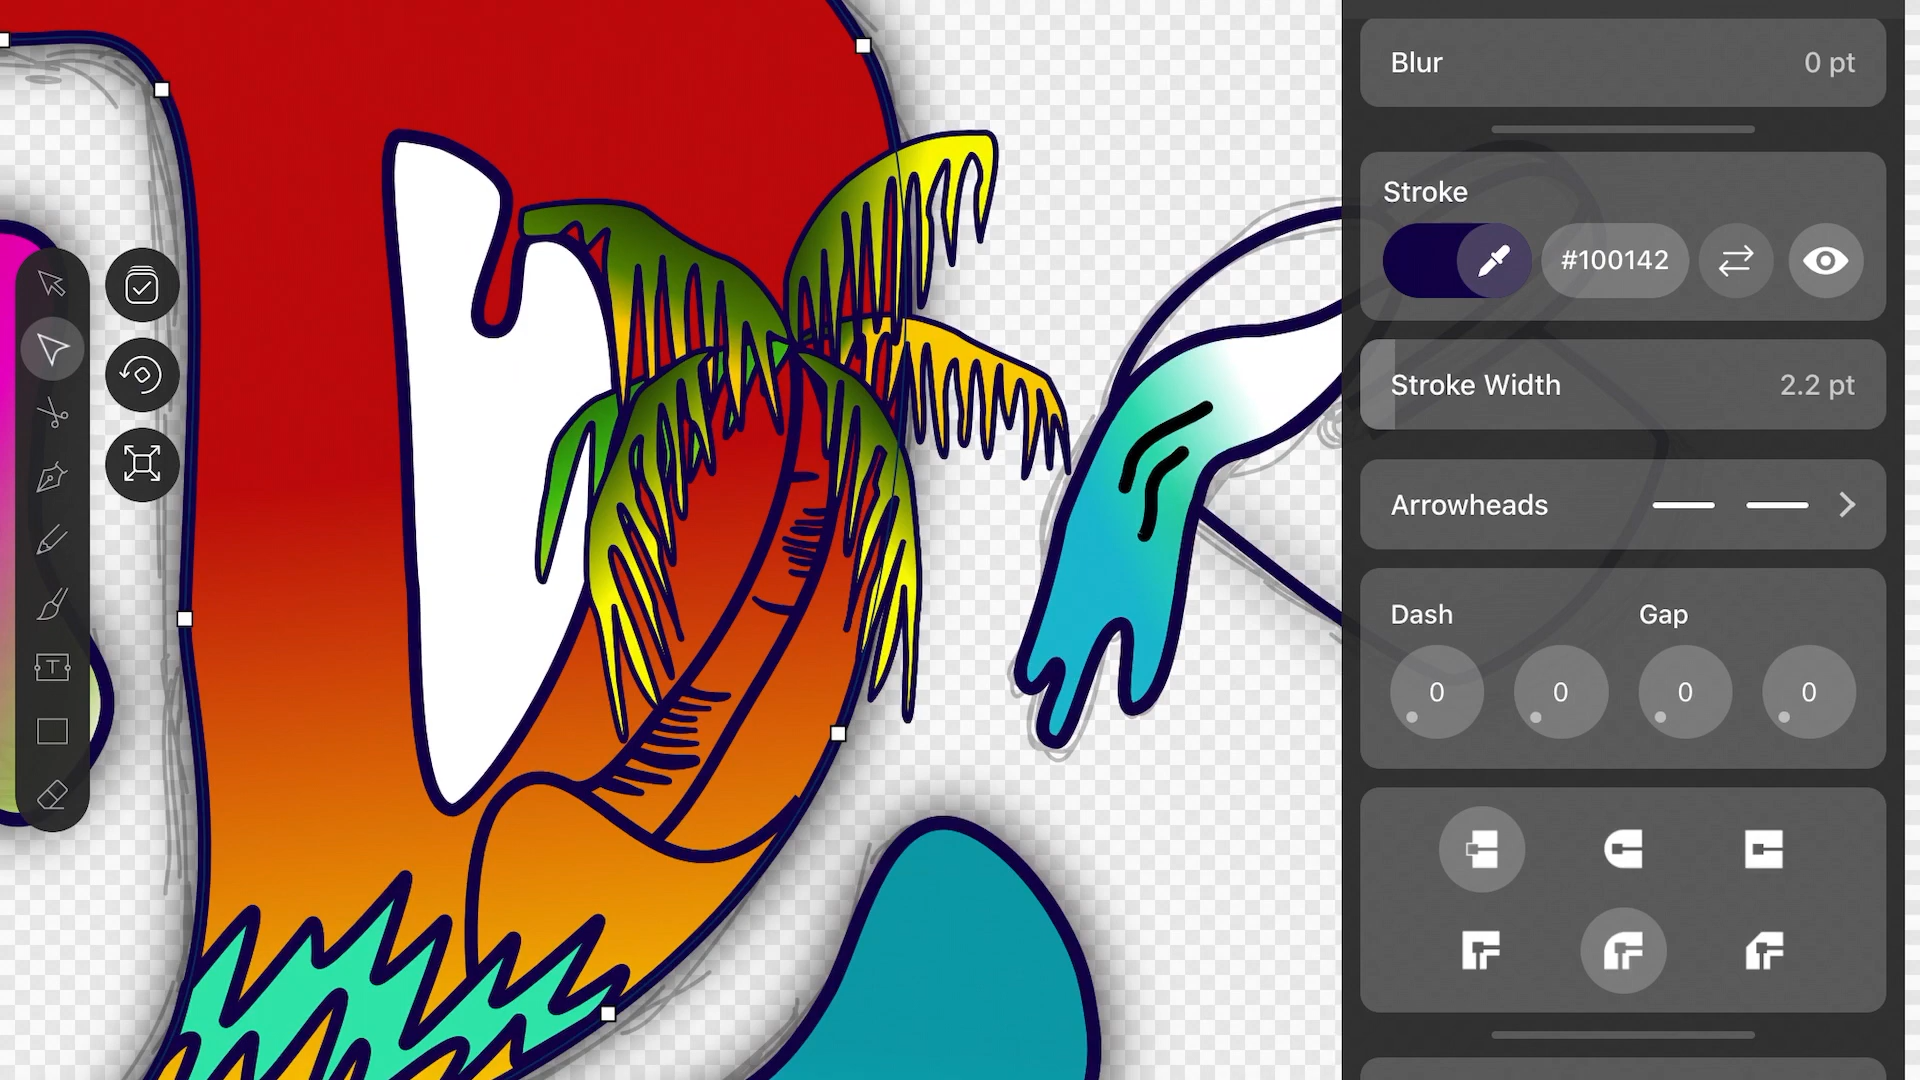 Blur 0 pt
Stroke
#100142
Stroke Width 2.2 pt
Arrowheads
Dash Gap
0 0 0 0
T